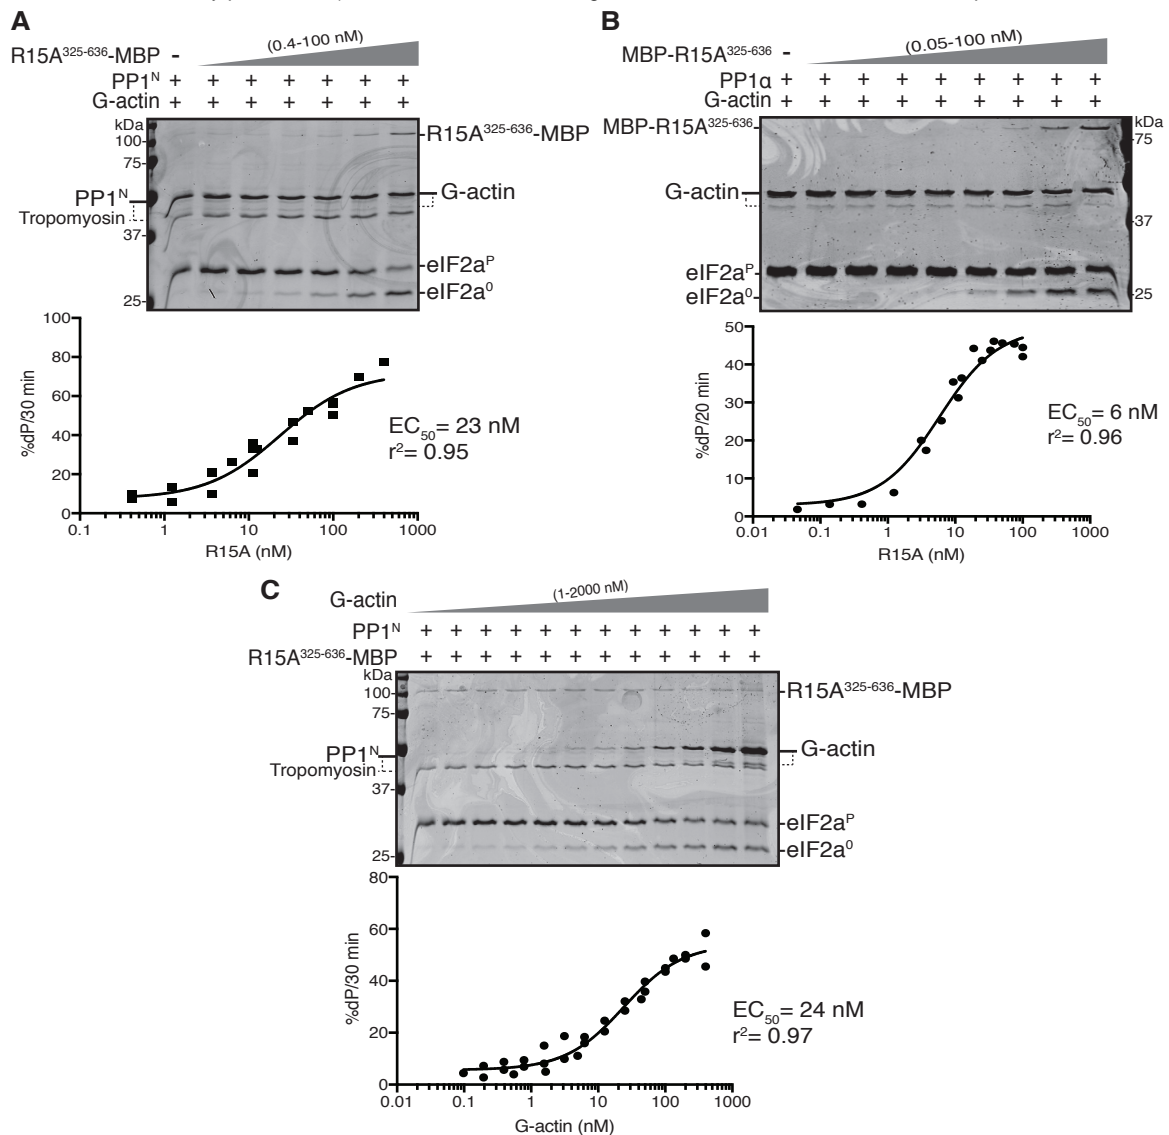 A
R15A³²⁵⁻⁶³⁶-MBP - (0.4-100 nM)
PP1ᴺ + + + + + + +
G-actin + + + + + + +
kDa
100-
75-
37-
25-
PP1ᴺ
Tropomyosin
R15A³²⁵⁻⁶³⁶-MBP
G-actin
eIF2aᴾ
eIF2a⁰
100
80
60
40
20
0
%dP/30 min
0.1 1 10 100 1000
R15A (nM)
EC₅₀= 23 nM
r²= 0.95
B
MBP-R15A³²⁵⁻⁶³⁶ - (0.05-100 nM)
PP1α + + + + + + + + +
G-actin + + + + + + + + +
MBP-R15A³²⁵⁻⁶³⁶
G-actin
eIF2aᴾ
eIF2a⁰
kDa
75
37
25
50
40
30
20
10
0
%dP/20 min
0.01 0.1 1 10 100 1000
R15A (nM)
EC₅₀= 6 nM
r²= 0.96
C
G-actin (1-2000 nM)
PP1ᴺ + + + + + + + + + + + +
R15A³²⁵⁻⁶³⁶-MBP + + + + + + + + + + + +
kDa
100-
75-
37-
25-
PP1ᴺ
Tropomyosin
R15A³²⁵⁻⁶³⁶-MBP
G-actin
eIF2aᴾ
eIF2a⁰
80
60
40
20
0
%dP/30 min
0.01 0.1 1 10 100 1000
G-actin (nM)
EC₅₀= 24 nM
r²= 0.97